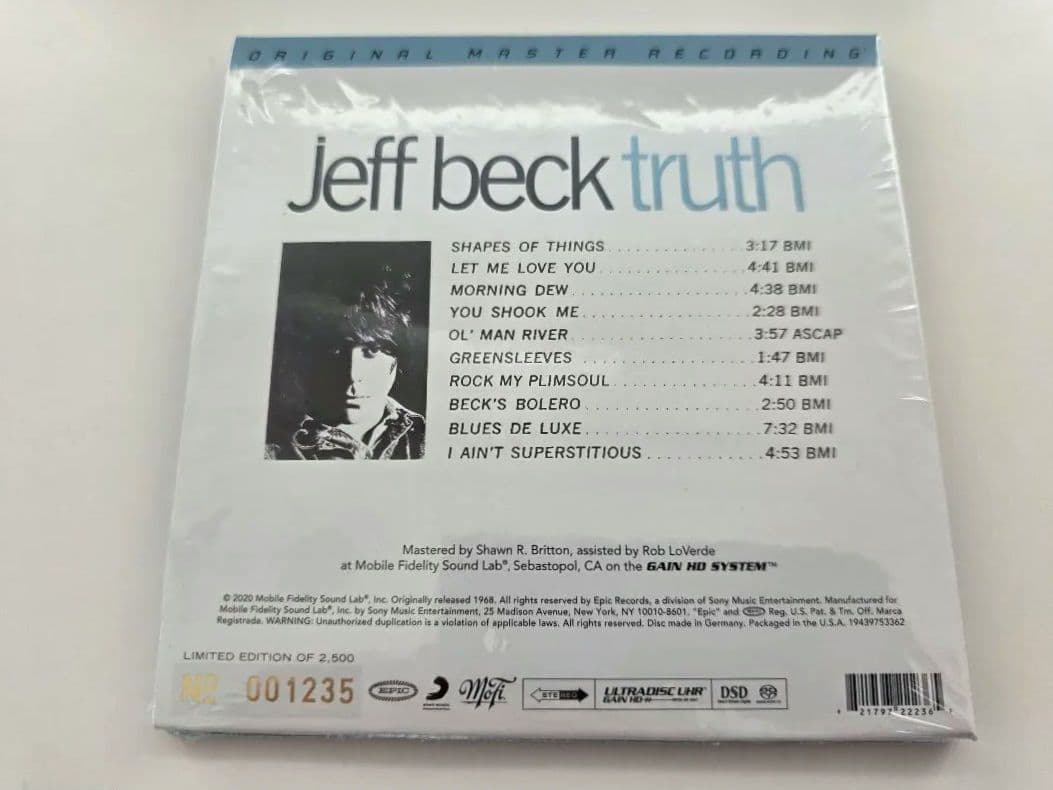 ORIGINAL MASTER RECORDING
jeff beck truth
SHAPES OF THINGS . . . . . . . . . . . . . . . 3:17 BMI
LET ME LOVE YOU . . . . . . . . . . . . . . . . 4:41 BMI
MORNING DEW . . . . . . . . . . . . . . . . . . . 4:38 BMI
YOU SHOOK ME . . . . . . . . . . . . . . . . . . 2:28 BMI
OL' MAN RIVER . . . . . . . . . . . . . . . . . . . 3:57 ASCAP
GREENSLEEVES . . . . . . . . . . . . . . . . . . 1:47 BMI
ROCK MY PLIMSOUL . . . . . . . . . . . . . . . 4:11 BMI
BECK'S BOLERO . . . . . . . . . . . . . . . . . . 2:50 BMI
BLUES DE LUXE . . . . . . . . . . . . . . . . . . 7:32 BMI
I AIN'T SUPERSTITIOUS . . . . . . . . . . . . 4:53 BMI
Mastered by Shawn R. Britton, assisted by Rob LoVerde
at Mobile Fidelity Sound Lab®, Sebastopol, CA on the GAIN HD SYSTEM™
© 2020 Mobile Fidelity Sound Lab®, Inc. Originally released 1968. All rights reserved by Epic Records, a division of Sony Music Entertainment. Manufactured for
Mobile Fidelity Sound Lab®, Inc. by Sony Music Entertainment, 25 Madison Avenue, New York, NY 10010-8601. "Epic" and EPIC Reg. U.S. Pat. & Tm. Off. Marca
Registrada. WARNING: Unauthorized duplication is a violation of applicable laws. All rights reserved. Disc made in Germany. Packaged in the U.S.A. 19439753362
LIMITED EDITION OF 2,500
Nº 001235 EPIC MoFi STEREO ULTRADISC UHR™ GAIN HD DSD
21797 22236